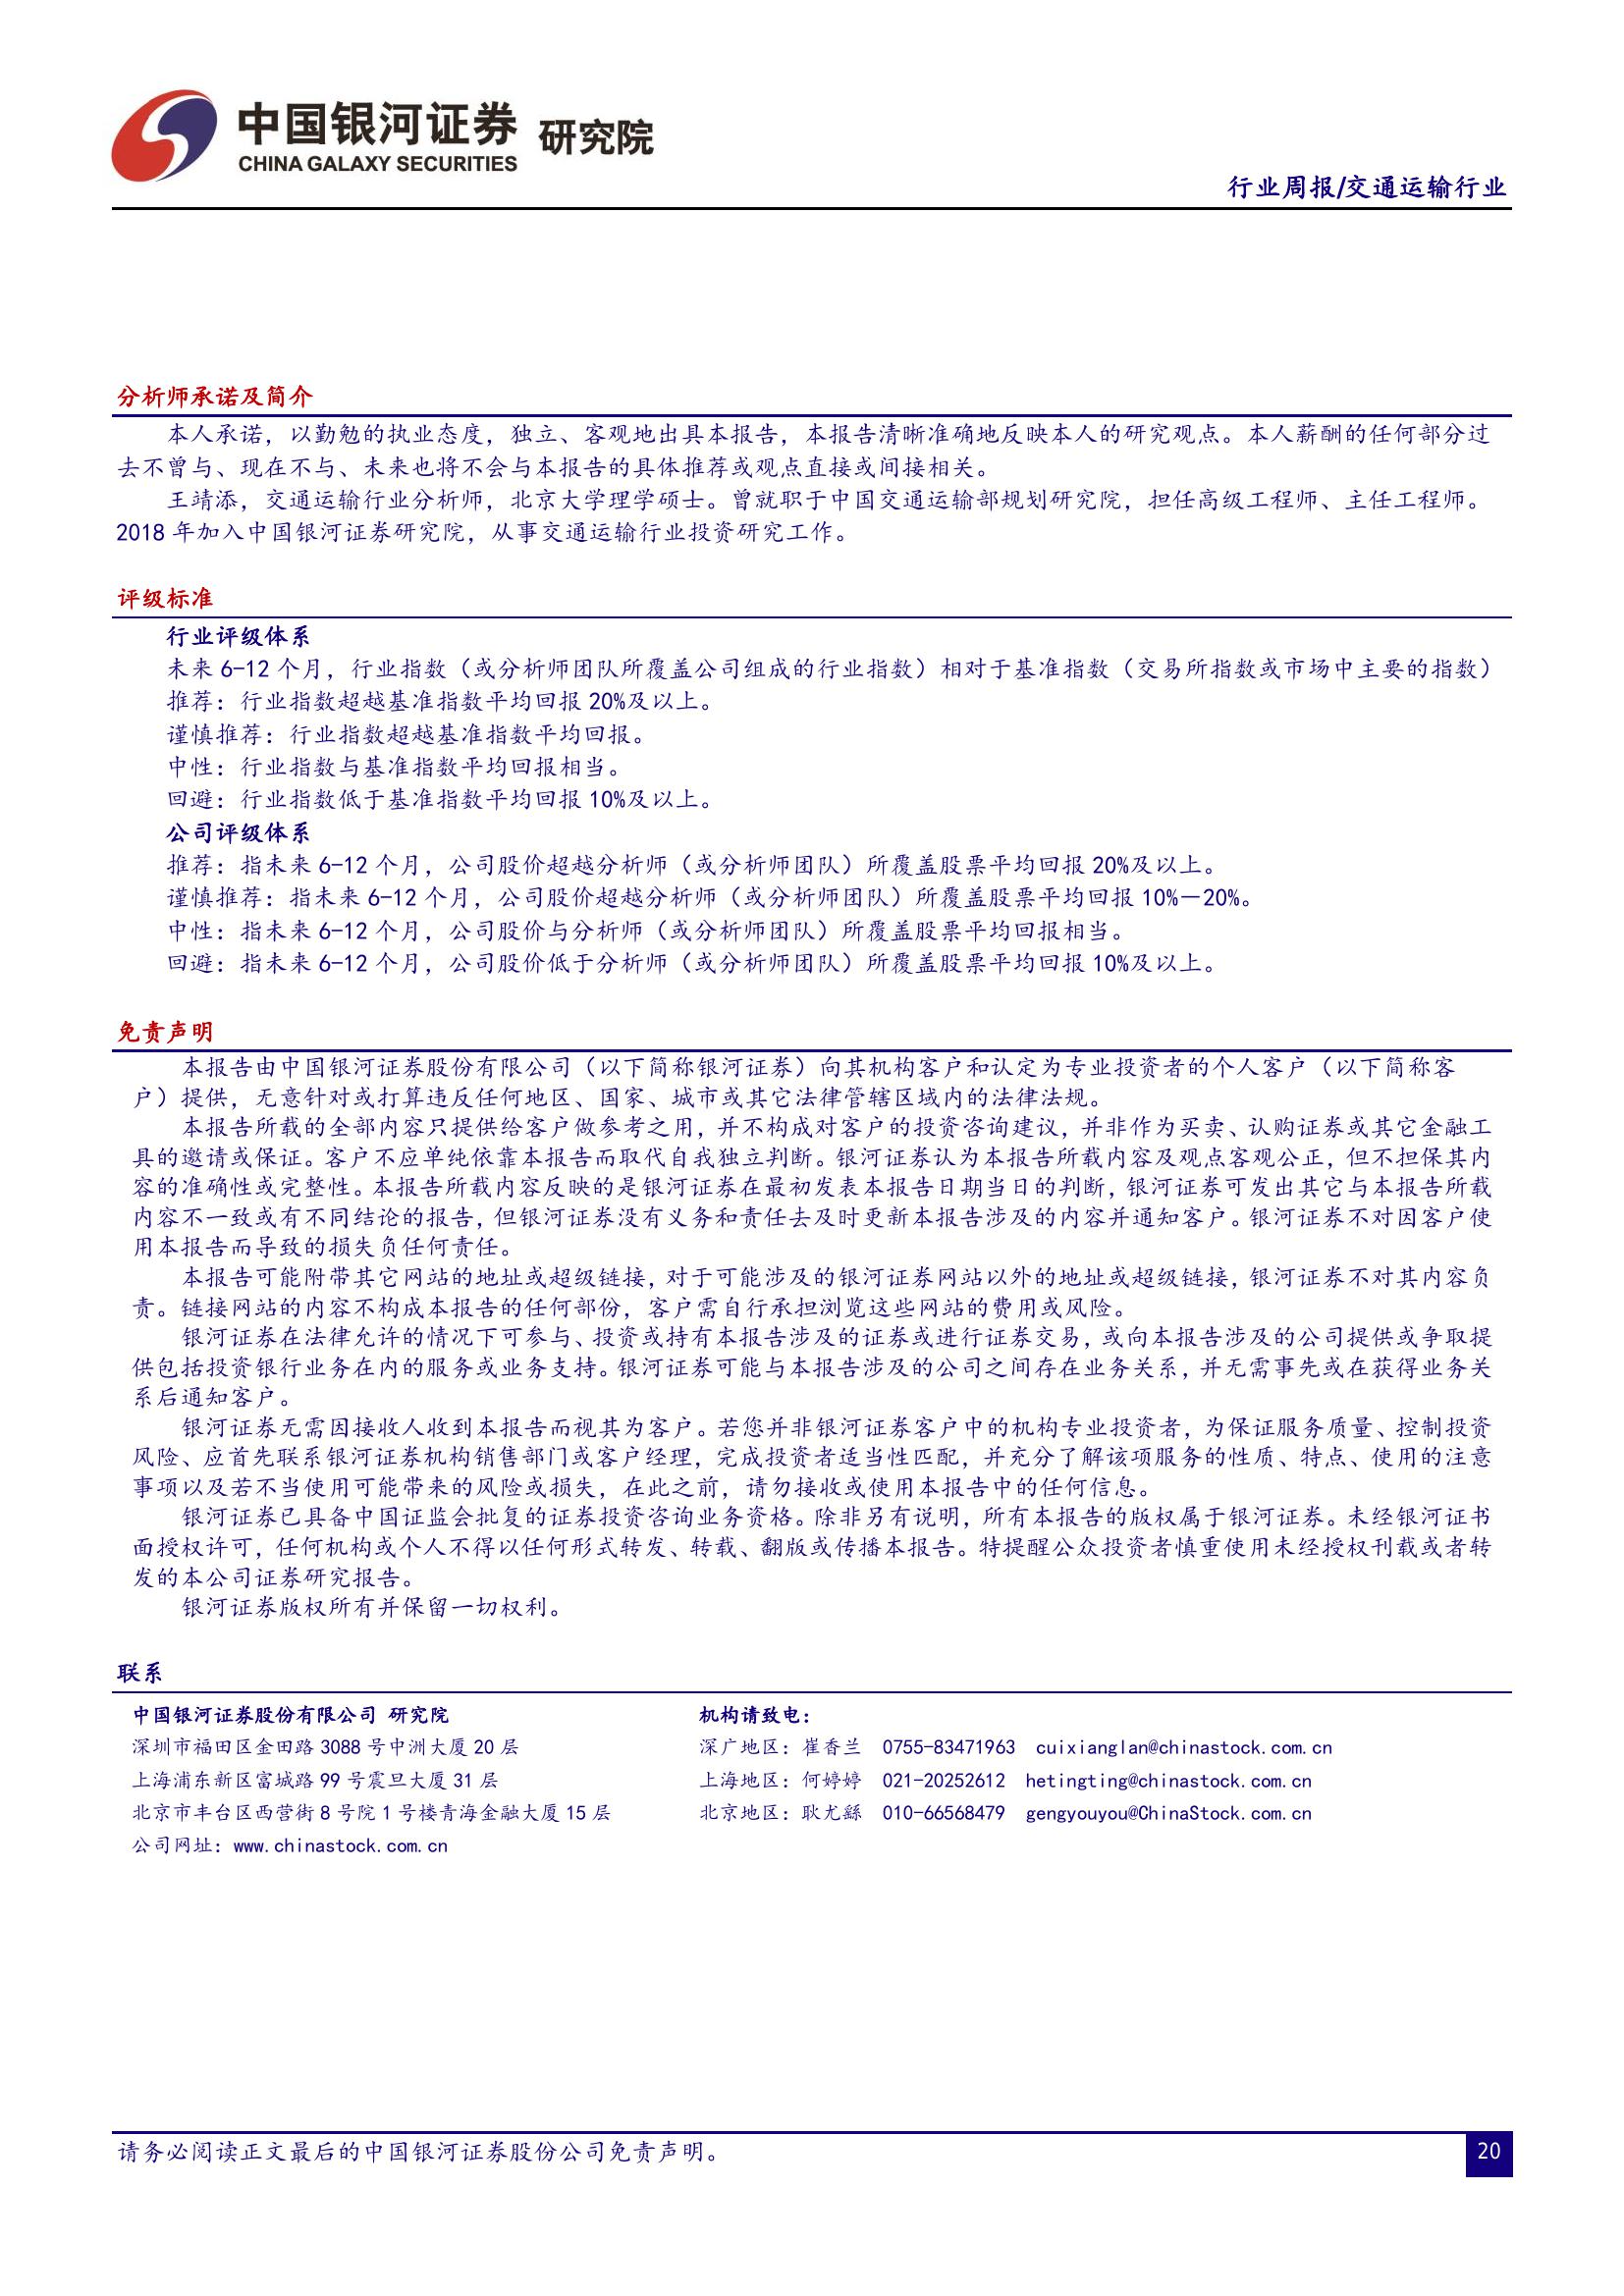 中国银河证券 研究院
CHINA GALAXY SECURITIES
行业周报/交通运输行业
分析师承诺及简介
本人承诺，以勤勉的执业态度，独立、客观地出具本报告，本报告清晰准确地反映本人的研究观点。本人薪酬的任何部分过
去不曾与、现在不与、未来也将不会与本报告的具体推荐或观点直接或间接相关。
王靖添，交通运输行业分析师，北京大学理学硕士。曾就职于中国交通运输部规划研究院，担任高级工程师、主任工程师。
2018 年加入中国银河证券研究院，从事交通运输行业投资研究工作。
评级标准
行业评级体系
未来 6-12 个月，行业指数（或分析师团队所覆盖公司组成的行业指数）相对于基准指数（交易所指数或市场中主要的指数）
推荐：行业指数超越基准指数平均回报 20%及以上。
谨慎推荐：行业指数超越基准指数平均回报。
中性：行业指数与基准指数平均回报相当。
回避：行业指数低于基准指数平均回报 10%及以上。
公司评级体系
推荐：指未来 6-12 个月，公司股价超越分析师（或分析师团队）所覆盖股票平均回报 20%及以上。
谨慎推荐：指未来 6-12 个月，公司股价超越分析师（或分析师团队）所覆盖股票平均回报 10%－20%。
中性：指未来 6-12 个月，公司股价与分析师（或分析师团队）所覆盖股票平均回报相当。
回避：指未来 6-12 个月，公司股价低于分析师（或分析师团队）所覆盖股票平均回报 10%及以上。
免责声明
本报告由中国银河证券股份有限公司（以下简称银河证券）向其机构客户和认定为专业投资者的个人客户（以下简称客
户）提供，无意针对或打算违反任何地区、国家、城市或其它法律管辖区域内的法律法规。
本报告所载的全部内容只提供给客户做参考之用，并不构成对客户的投资咨询建议，并非作为买卖、认购证券或其它金融工
具的邀请或保证。客户不应单纯依靠本报告而取代自我独立判断。银河证券认为本报告所载内容及观点客观公正，但不担保其内
容的准确性或完整性。本报告所载内容反映的是银河证券在最初发表本报告日期当日的判断，银河证券可发出其它与本报告所载
内容不一致或有不同结论的报告，但银河证券没有义务和责任去及时更新本报告涉及的内容并通知客户。银河证券不对因客户使
用本报告而导致的损失负任何责任。
本报告可能附带其它网站的地址或超级链接，对于可能涉及的银河证券网站以外的地址或超级链接，银河证券不对其内容负
责。链接网站的内容不构成本报告的任何部份，客户需自行承担浏览这些网站的费用或风险。
银河证券在法律允许的情况下可参与、投资或持有本报告涉及的证券或进行证券交易，或向本报告涉及的公司提供或争取提
供包括投资银行业务在内的服务或业务支持。银河证券可能与本报告涉及的公司之间存在业务关系，并无需事先或在获得业务关
系后通知客户。
银河证券无需因接收人收到本报告而视其为客户。若您并非银河证券客户中的机构专业投资者，为保证服务质量、控制投资
风险、应首先联系银河证券机构销售部门或客户经理，完成投资者适当性匹配，并充分了解该项服务的性质、特点、使用的注意
事项以及若不当使用可能带来的风险或损失，在此之前，请勿接收或使用本报告中的任何信息。
银河证券已具备中国证监会批复的证券投资咨询业务资格。除非另有说明，所有本报告的版权属于银河证券。未经银河证书
面授权许可，任何机构或个人不得以任何形式转发、转载、翻版或传播本报告。特提醒公众投资者慎重使用未经授权刊载或者转
发的本公司证券研究报告。
银河证券版权所有并保留一切权利。
联系
中国银河证券股份有限公司 研究院 机构请致电：
深圳市福田区金田路 3088 号中洲大厦 20 层 深广地区：崔香兰 0755-83471963 cuixianglan@chinastock.com.cn
上海浦东新区富城路 99 号震旦大厦 31 层 上海地区：何婷婷 021-20252612 hetingting@chinastock.com.cn
北京市丰台区西营街 8 号院 1 号楼青海金融大厦 15 层 北京地区：耿尤繇 010-66568479 gengyouyou@ChinaStock.com.cn
公司网址：www.chinastock.com.cn
请务必阅读正文最后的中国银河证券股份公司免责声明。
20